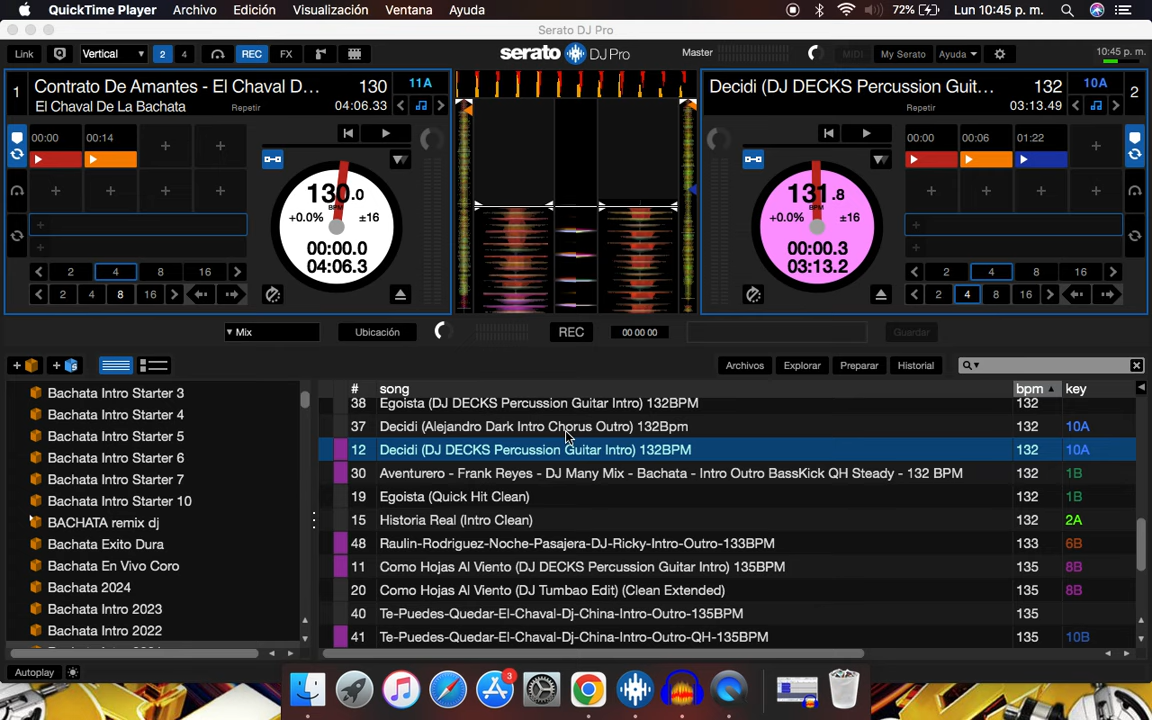 QuickTime Player Archivo Edición Visualización Ventana Ayuda 72% Lun 10:45 p. m.
Serato DJ Pro
Link Vertical 2 4 REC FX serato DJ Pro Master MIDI My Serato Ayuda 10:45 p. m.
1 Contrato De Amantes - El Chaval D... 130 11A
El Chaval De La Bachata Repetir 04:06.33
Decidi (DJ DECKS Percussion Guit... 132 10A 2
Repetir 03:13.49
00:00 00:14
130.0
BPM
+0.0% ±16
00:00.0
04:06.3
2 4 8 16
2 4 8 16
00:00 00:06 01:22
131.8
BPM
+0.0% ±16
00:00.3
03:13.2
2 4 8 16
2 4 8 16
Mix Ubicación REC 00 00 00 Guardar
Archivos Explorar Preparar Historial
Bachata Intro Starter 3
Bachata Intro Starter 4
Bachata Intro Starter 5
Bachata Intro Starter 6
Bachata Intro Starter 7
Bachata Intro Starter 10
BACHATA remix dj
Bachata Exito Dura
Bachata En Vivo Coro
Bachata 2024
Bachata Intro 2023
Bachata Intro 2022
# song bpm key
38 Egoista (DJ DECKS Percussion Guitar Intro) 132BPM 132
37 Decidi (Alejandro Dark Intro Chorus Outro) 132Bpm 132 10A
12 Decidi (DJ DECKS Percussion Guitar Intro) 132BPM 132 10A
30 Aventurero - Frank Reyes - DJ Many Mix - Bachata - Intro Outro BassKick QH Steady - 132 BPM 132 1B
19 Egoista (Quick Hit Clean) 132 1B
15 Historia Real (Intro Clean) 132 2A
48 Raulin-Rodriguez-Noche-Pasajera-DJ-Ricky-Intro-Outro-133BPM 133 6B
11 Como Hojas Al Viento (DJ DECKS Percussion Guitar Intro) 135BPM 135 8B
20 Como Hojas Al Viento (DJ Tumbao Edit) (Clean Extended) 135 8B
40 Te-Puedes-Quedar-El-Chaval-Dj-China-Intro-Outro-135BPM 135
41 Te-Puedes-Quedar-El-Chaval-Dj-China-Intro-Outro-QH-135BPM 135 10B
Autoplay
3